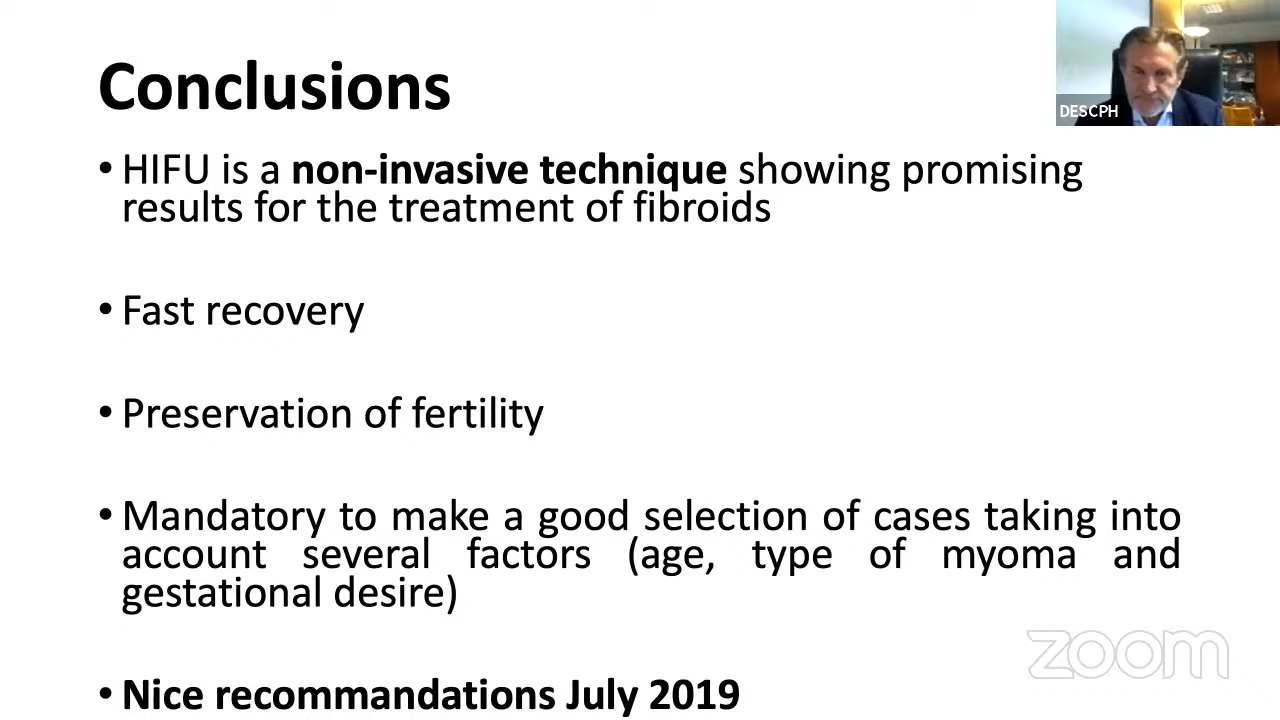 Conclusions
DESCPH
• HIFU is a non-invasive technique showing promising
results for the treatment of fibroids
• Fast recovery
• Preservation of fertility
• Mandatory to make a good selection of cases taking into
account several factors (age, type of myoma and
gestational desire)
zoom
• Nice recommandations July 2019